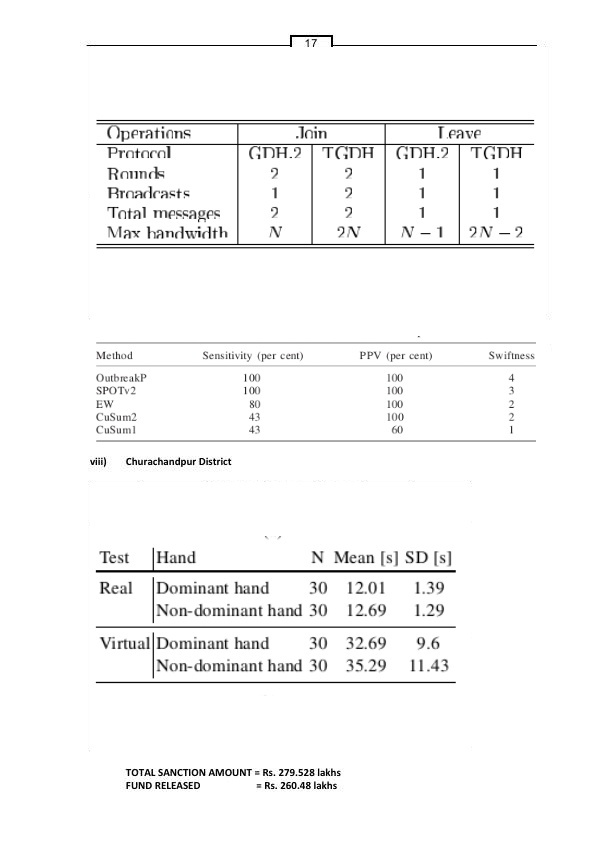 17
Operations Join Leave
Protocol GDH.2 TGDH GDH.2 TGDH
Rounds 2 2 1 1
Broadcasts 1 2 1 1
Total messages 2 2 1 1
Max bandwidth N 2N N − 1 2N − 2
Method Sensitivity (per cent) PPV (per cent) Swiftness
OutbreakP 100 100 4
SPOTv2 100 100 3
EW 80 100 2
CuSum2 43 100 2
CuSum1 43 60 1
viii) Churachandpur District
Test Hand N Mean [s] SD [s]
Real Dominant hand 30 12.01 1.39
Non-dominant hand 30 12.69 1.29
Virtual Dominant hand 30 32.69 9.6
Non-dominant hand 30 35.29 11.43
TOTAL SANCTION AMOUNT = Rs. 279.528 lakhs
FUND RELEASED = Rs. 260.48 lakhs